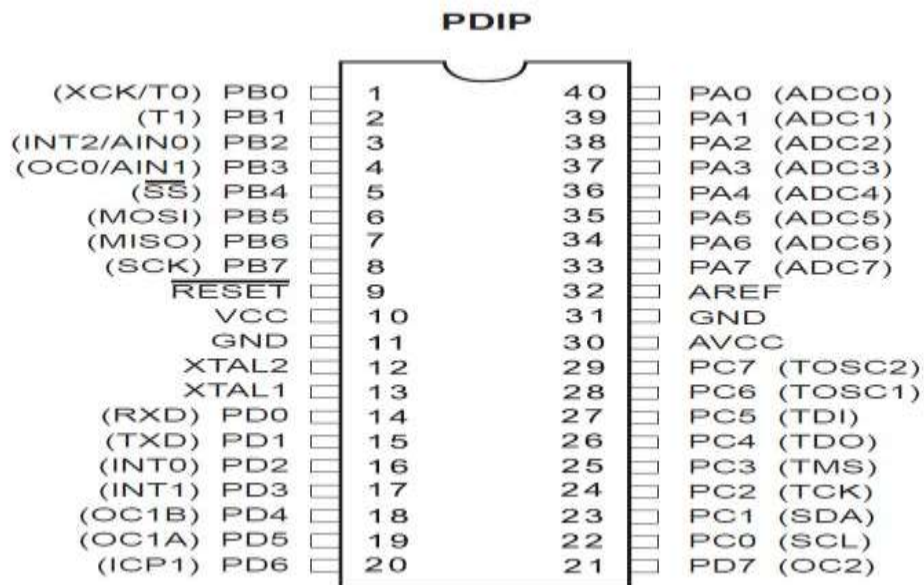 PDIP
(XCK/T0) PB0 1 40 PA0 (ADC0)
(T1) PB1 2 39 PA1 (ADC1)
(INT2/AIN0) PB2 3 38 PA2 (ADC2)
(OC0/AIN1) PB3 4 37 PA3 (ADC3)
(SS) PB4 5 36 PA4 (ADC4)
(MOSI) PB5 6 35 PA5 (ADC5)
(MISO) PB6 7 34 PA6 (ADC6)
(SCK) PB7 8 33 PA7 (ADC7)
RESET 9 32 AREF
VCC 10 31 GND
GND 11 30 AVCC
XTAL2 12 29 PC7 (TOSC2)
XTAL1 13 28 PC6 (TOSC1)
(RXD) PD0 14 27 PC5 (TDI)
(TXD) PD1 15 26 PC4 (TDO)
(INT0) PD2 16 25 PC3 (TMS)
(INT1) PD3 17 24 PC2 (TCK)
(OC1B) PD4 18 23 PC1 (SDA)
(OC1A) PD5 19 22 PC0 (SCL)
(ICP1) PD6 20 21 PD7 (OC2)